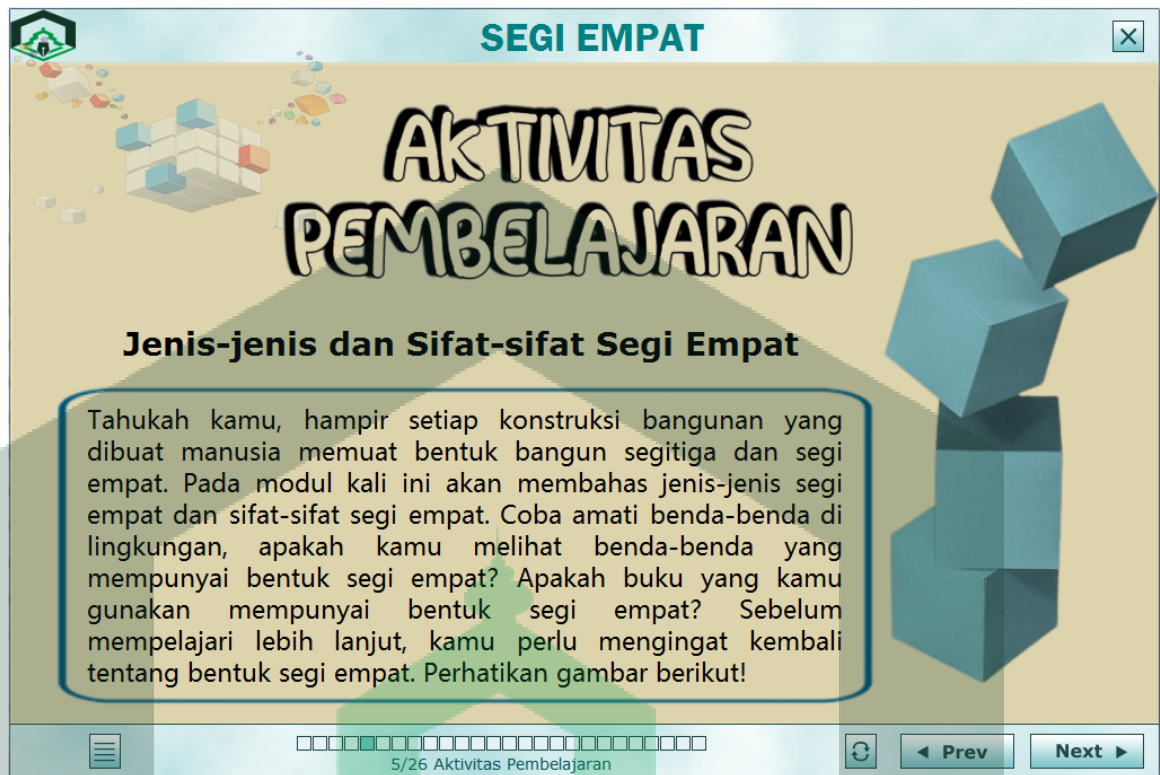 SEGI EMPAT
AKTIVITAS
PEMBELAJARAN
Jenis-jenis dan Sifat-sifat Segi Empat
Tahukah kamu, hampir setiap konstruksi bangunan yang
dibuat manusia memuat bentuk bangun segitiga dan segi
empat. Pada modul kali ini akan membahas jenis-jenis segi
empat dan sifat-sifat segi empat. Coba amati benda-benda di
lingkungan, apakah kamu melihat benda-benda yang
mempunyai bentuk segi empat? Apakah buku yang kamu
gunakan mempunyai bentuk segi empat? Sebelum
mempelajari lebih lanjut, kamu perlu mengingat kembali
tentang bentuk segi empat. Perhatikan gambar berikut!
5/26 Aktivitas Pembelajaran
Prev
Next